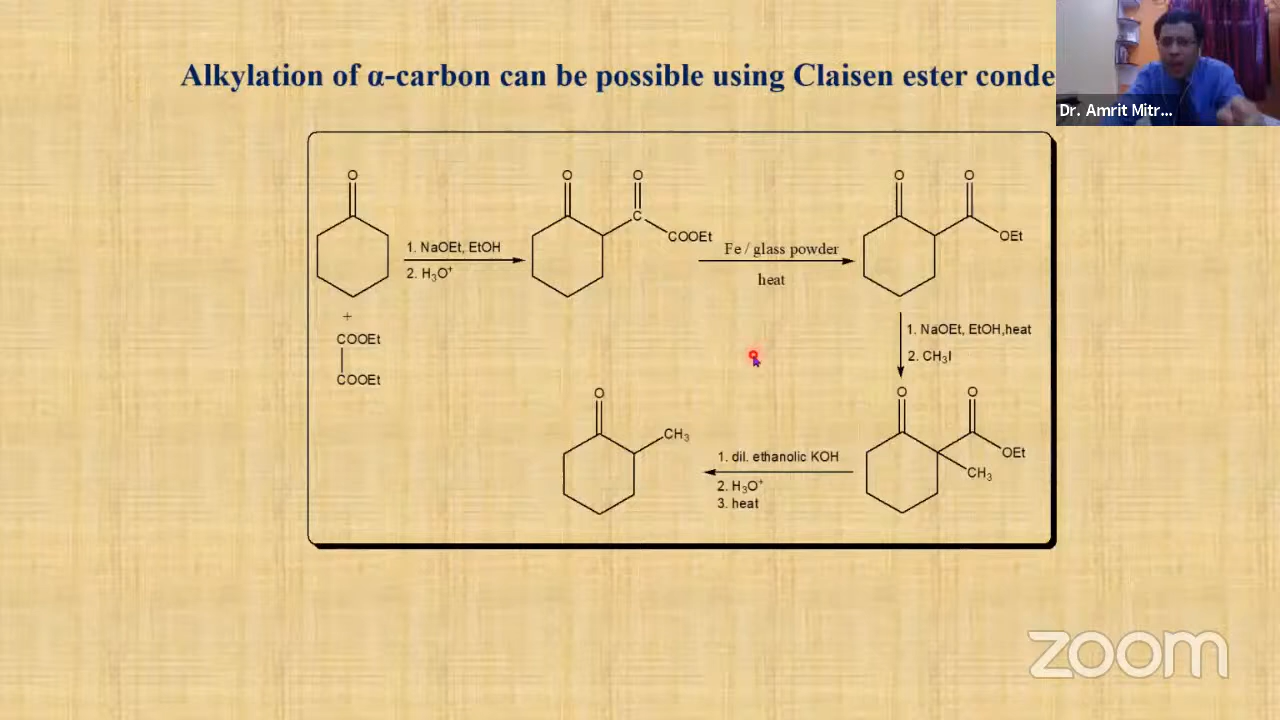 Alkylation of α-carbon can be possible using Claisen ester conde
Dr. Amrit Mitr...
O
O
O
C
COOEt
1. NaOEt, EtOH
2. H₃O⁺
Fe / glass powder
heat
O
O
OEt
+
COOEt
COOEt
1. NaOEt, EtOH,heat
2. CH₃I
O
CH₃
1. dil. ethanolic KOH
2. H₃O⁺
3. heat
O
O
OEt
CH₃
zoom